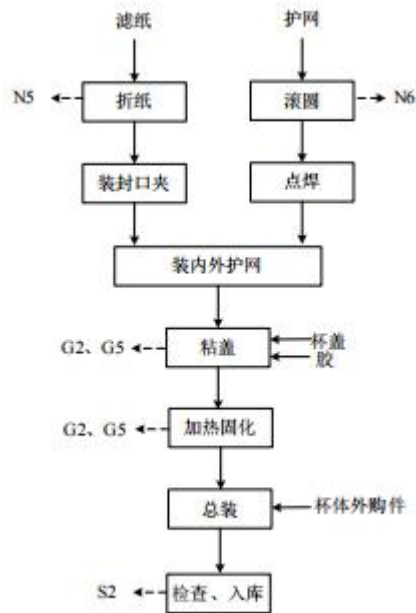 滤纸 护网
N5 折纸 滚圆 N6
装封口夹 点焊
装内外护网
G2、G5 粘盖 杯盖
胶
G2、G5 加热固化
总装 杯体外购件
S2 检查、入库